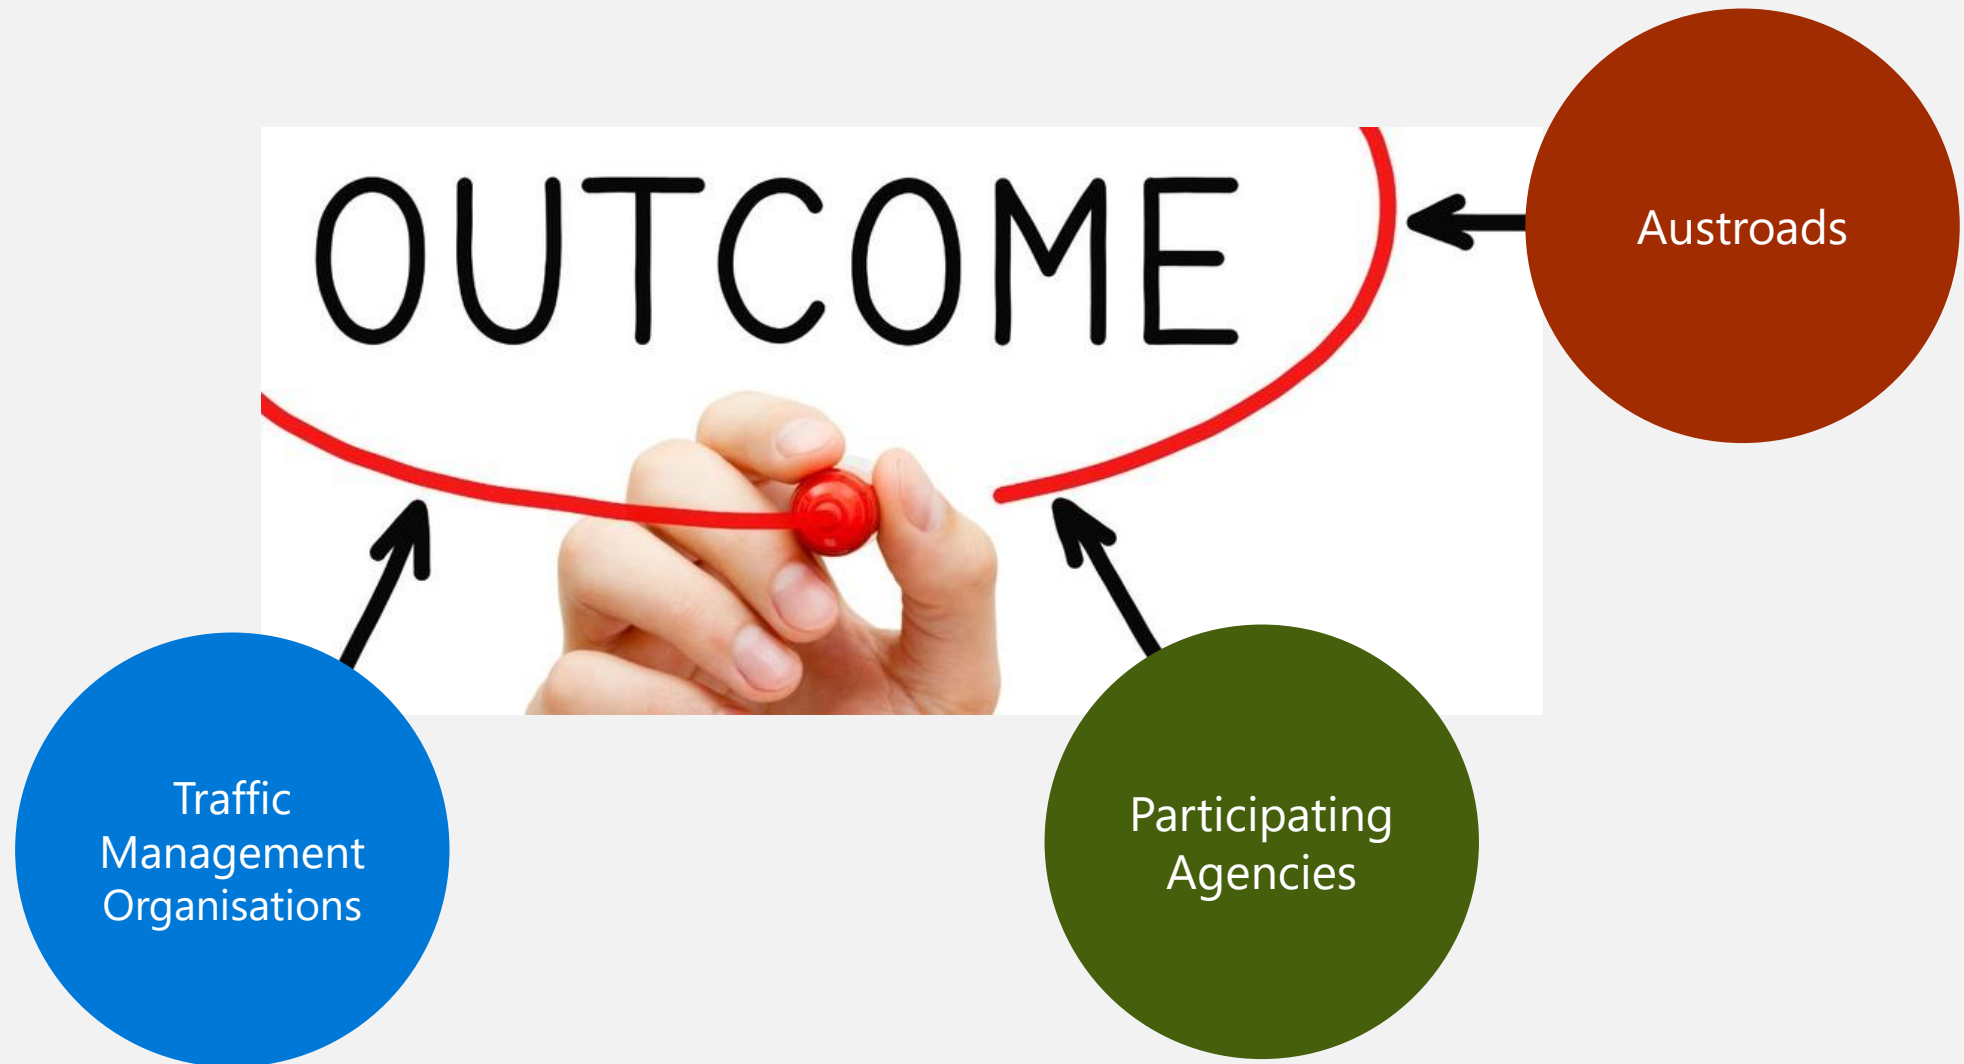 OUTCOME
Austroads
Traffic
Management
Organisations
Participating
Agencies